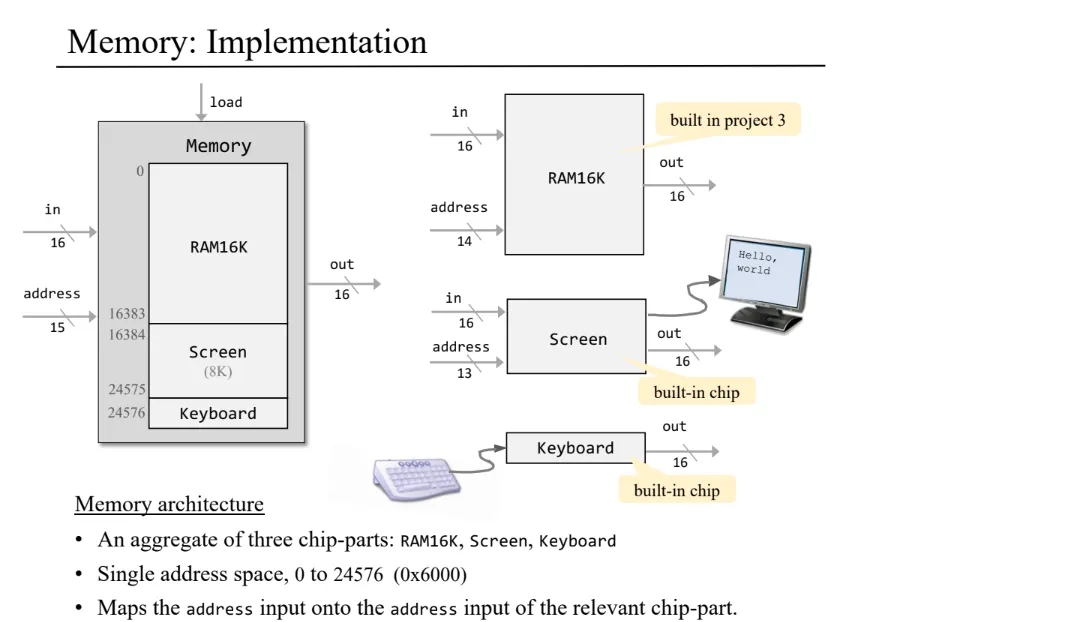 Memory: Implementation
load
Memory
0
in
16
RAM16K
out
16
address
15
16383
16384
Screen
(8K)
24575
24576
Keyboard
in
16
built in project 3
RAM16K
out
16
address
14
Hello,
world
in
16
Screen
out
16
address
13
built-in chip
Keyboard
out
16
built-in chip
Memory architecture
• An aggregate of three chip-parts: RAM16K, Screen, Keyboard
• Single address space, 0 to 24576 (0x6000)
• Maps the address input onto the address input of the relevant chip-part.